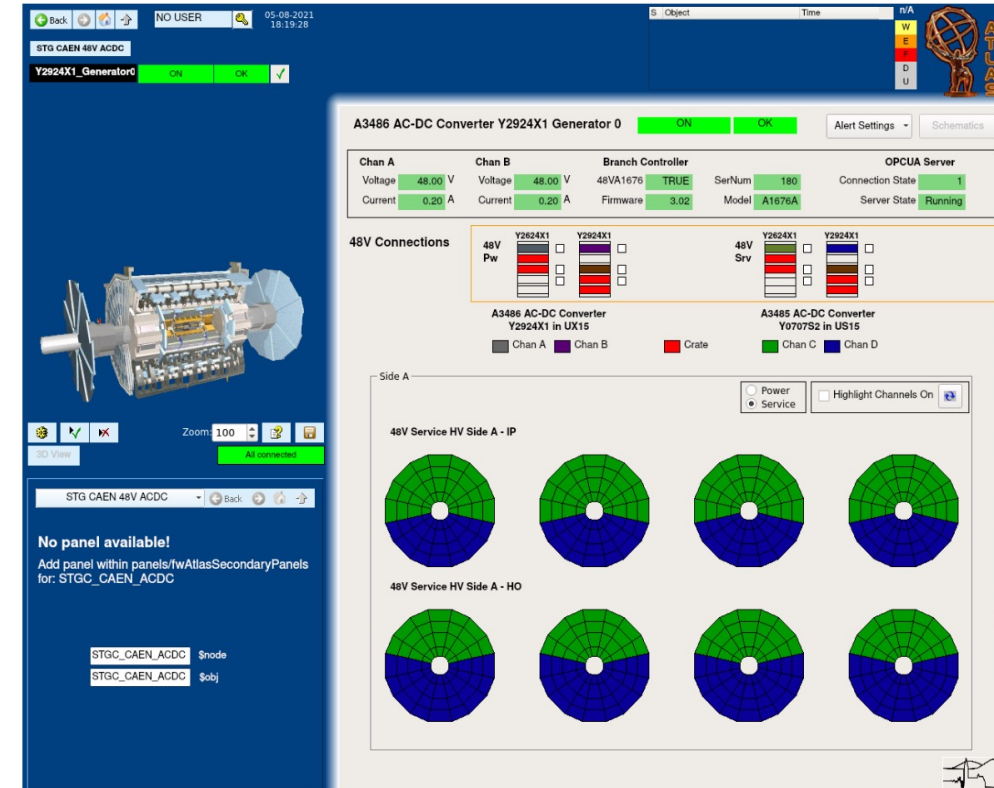 Back NO USER 05-08-2021
18:19:28
S Object Time n/A
W
E
F
D
U
STG CAEN 48V ACDC
Y2924X1_Generator0 ON OK
A3486 AC-DC Converter Y2924X1 Generator 0 ON OK Alert Settings Schematics
Chan A Chan B Branch Controller OPCUA Server
Voltage 48.00 V Voltage 48.00 V 48VA1676 TRUE SerNum 180 Connection State 1
Current 0.20 A Current 0.20 A Firmware 3.02 Model A1676A Server State Running
48V Connections
48V Pw Y2624X1 Y2924X1
48V Srv Y2624X1 Y2924X1
A3486 AC-DC Converter
Y2924X1 in UX15
A3485 AC-DC Converter
Y0707S2 in US15
Chan A Chan B Crate Chan C Chan D
Side A
Power
Service
Highlight Channels On
48V Service HV Side A - IP
48V Service HV Side A - HO
Zoom: 100
3D View All connected
STG CAEN 48V ACDC Back
No panel available!
Add panel within panels/fwAtlasSecondaryPanels
for: STGC_CAEN_ACDC
STGC_CAEN_ACDC $node
STGC_CAEN_ACDC $obj